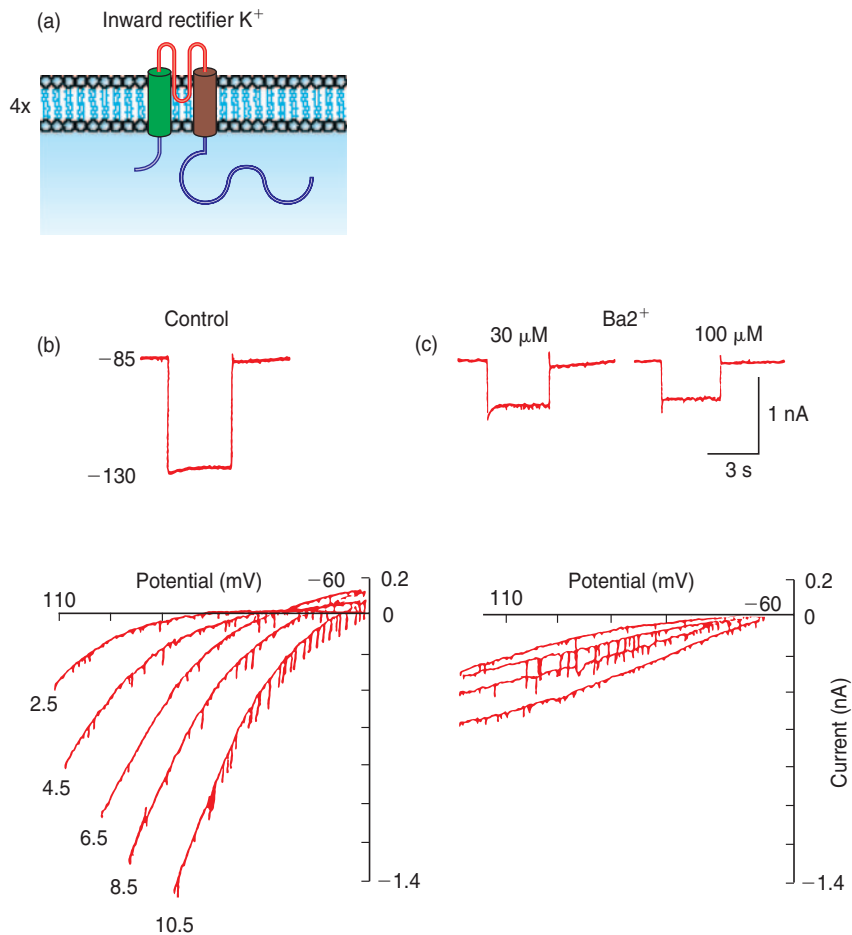 (a) Inward rectifier K+
4x
Control
(b)
−85
−130
Ba2+
(c) 30 µM 100 µM
1 nA
3 s
Potential (mV) −60 0.2
110 0
2.5
4.5
6.5
8.5
10.5
−1.4
Potential (mV) 0.2
110 −60 0
Current (nA)
−1.4